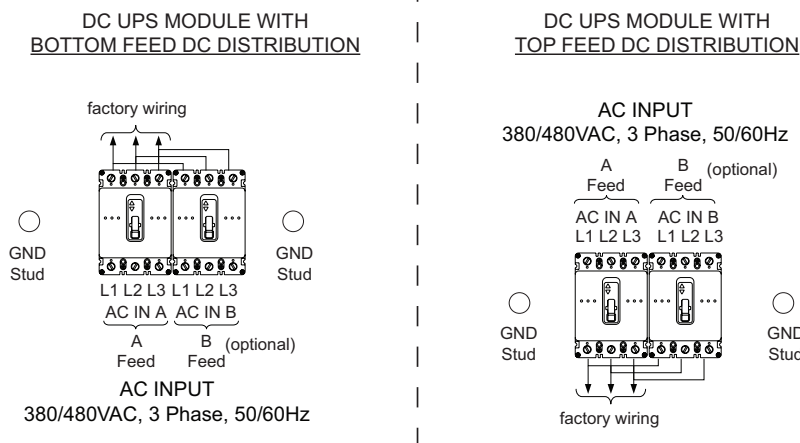 DC UPS MODULE WITH
BOTTOM FEED DC DISTRIBUTION
factory wiring
GND
Stud
GND
Stud
L1 L2 L3 L1 L2 L3
AC IN A AC IN B
A
Feed
B
Feed
(optional)
AC INPUT
380/480VAC, 3 Phase, 50/60Hz
DC UPS MODULE WITH
TOP FEED DC DISTRIBUTION
AC INPUT
380/480VAC, 3 Phase, 50/60Hz
A
Feed
B
Feed
(optional)
AC IN A AC IN B
L1 L2 L3 L1 L2 L3
GND
Stud
GND
Stud
factory wiring